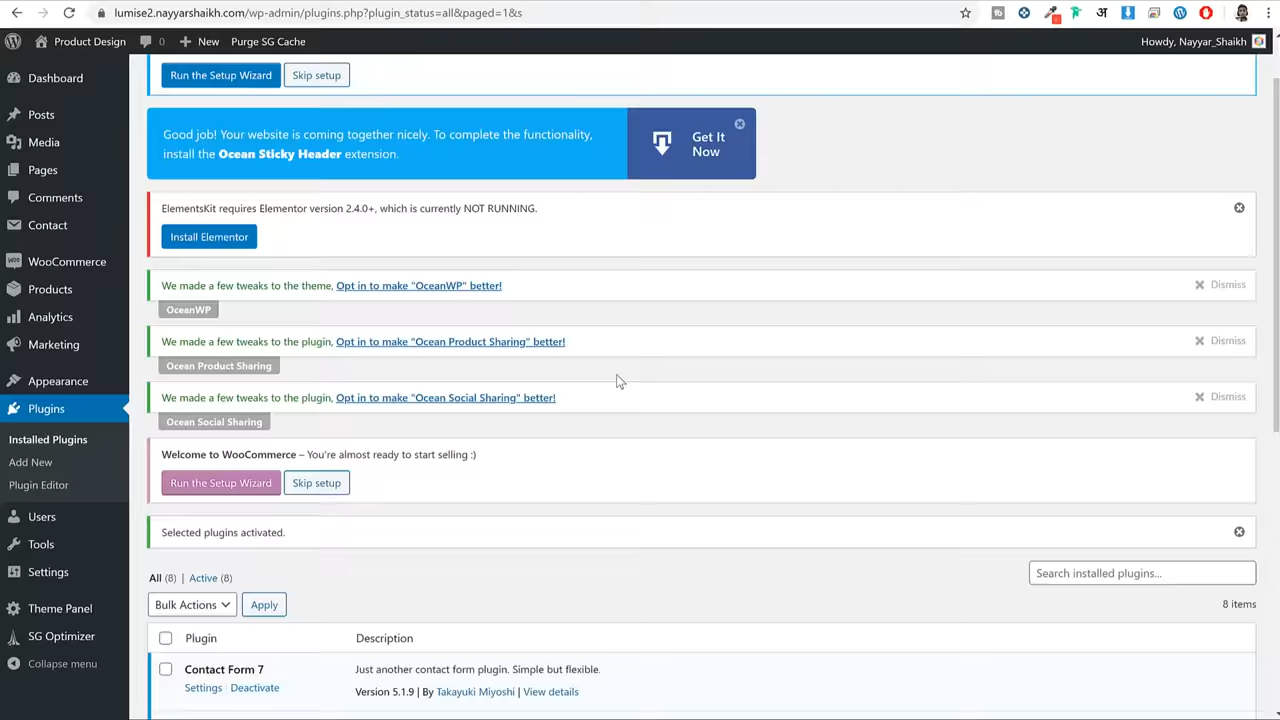 lumise2.nayyarshaikh.com/wp-admin/plugins.php?plugin_status=all&paged=1&s
Product Design
0
New
Purge SG Cache
Howdy, Nayyar_Shaikh
Dashboard
Posts
Media
Pages
Comments
Contact
WooCommerce
Products
Analytics
Marketing
Appearance
Plugins
Installed Plugins
Add New
Plugin Editor
Users
Tools
Settings
Theme Panel
SG Optimizer
Collapse menu
Run the Setup Wizard
Skip setup
Good job! Your website is coming together nicely. To complete the functionality,
install the Ocean Sticky Header extension.
Get It
Now
ElementsKit requires Elementor version 2.4.0+, which is currently NOT RUNNING.
Install Elementor
We made a few tweaks to the theme, Opt in to make "OceanWP" better!
Dismiss
OceanWP
We made a few tweaks to the plugin, Opt in to make "Ocean Product Sharing" better!
Dismiss
Ocean Product Sharing
We made a few tweaks to the plugin, Opt in to make "Ocean Social Sharing" better!
Dismiss
Ocean Social Sharing
Welcome to WooCommerce – You're almost ready to start selling :)
Run the Setup Wizard
Skip setup
Selected plugins activated.
All (8) | Active (8)
Search installed plugins...
Bulk Actions
Apply
8 items
Plugin
Description
Contact Form 7
Just another contact form plugin. Simple but flexible.
Settings | Deactivate
Version 5.1.9 | By Takayuki Miyoshi | View details